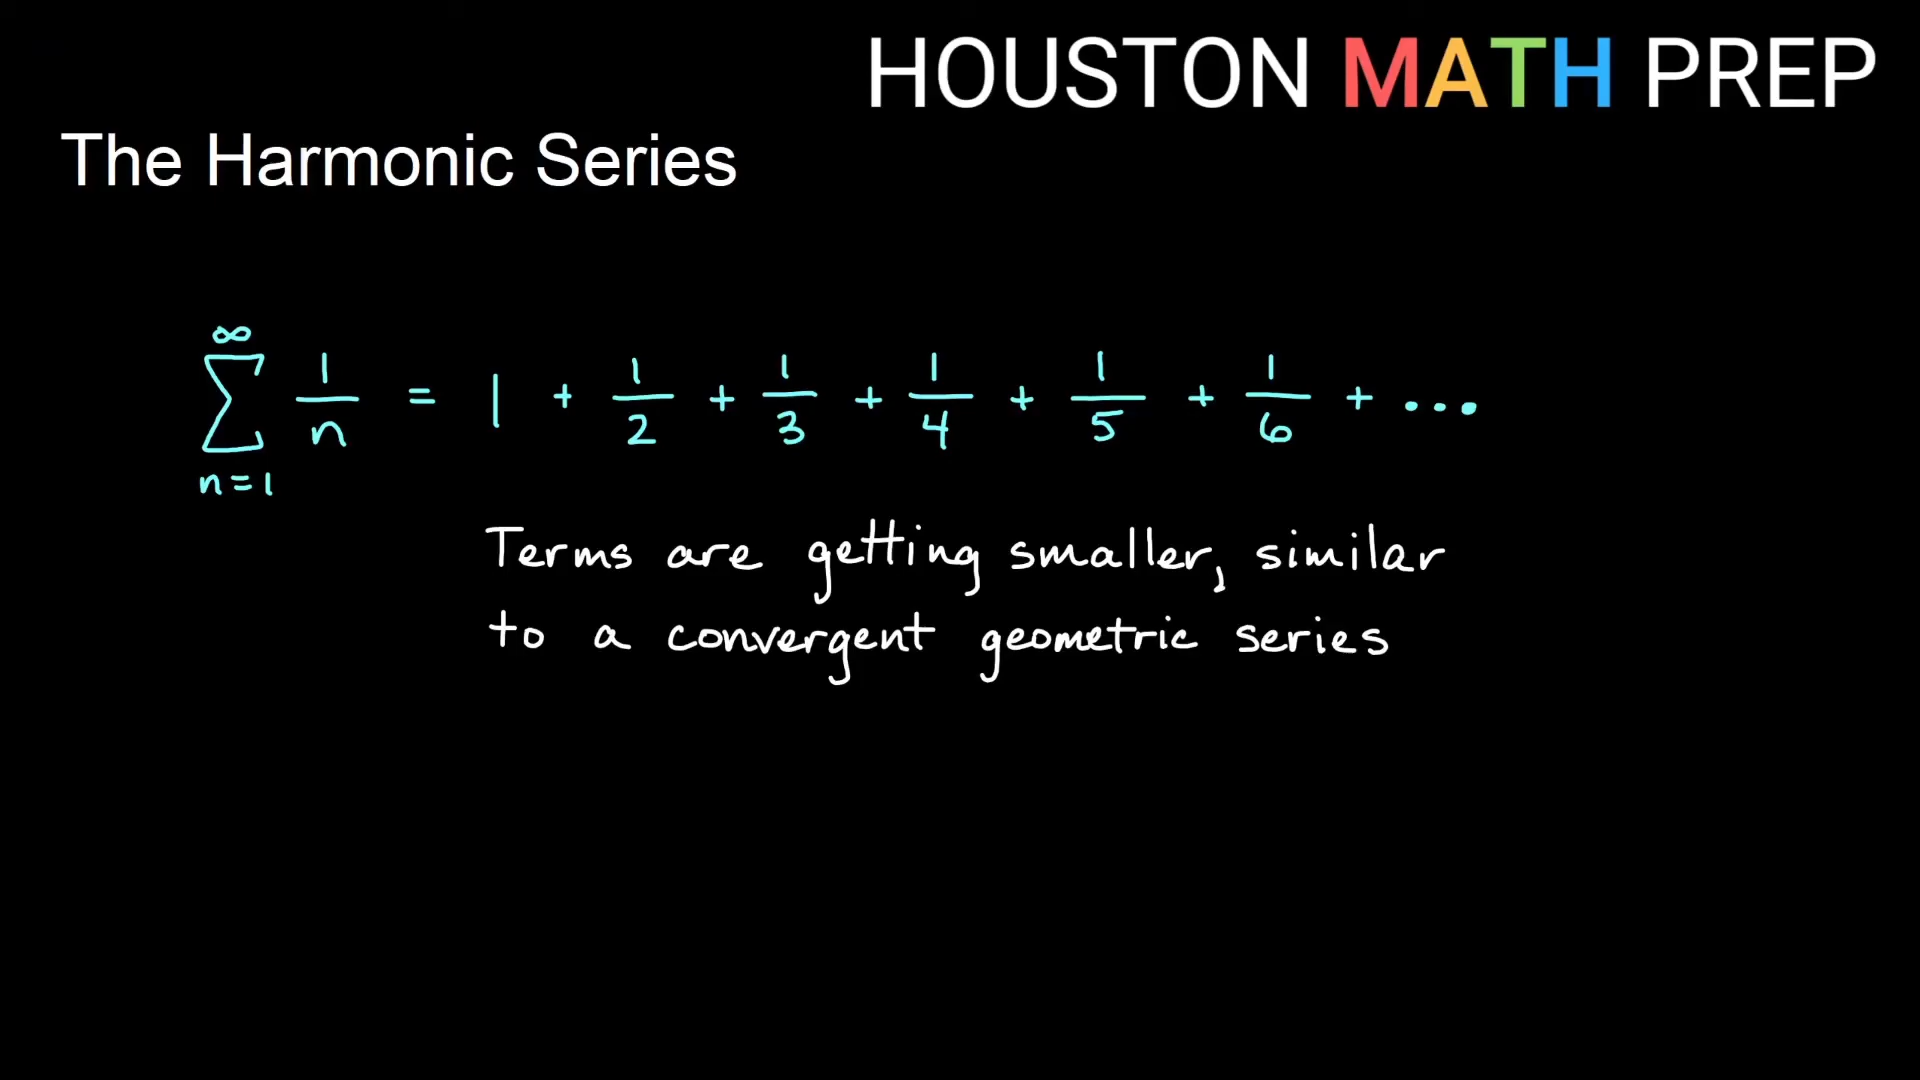 HOUSTON MATH PREP
The Harmonic Series
∞
∑ 1/n = 1 + 1/2 + 1/3 + 1/4 + 1/5 + 1/6 + ...
n=1
Terms are getting smaller, similar
to a convergent geometric series